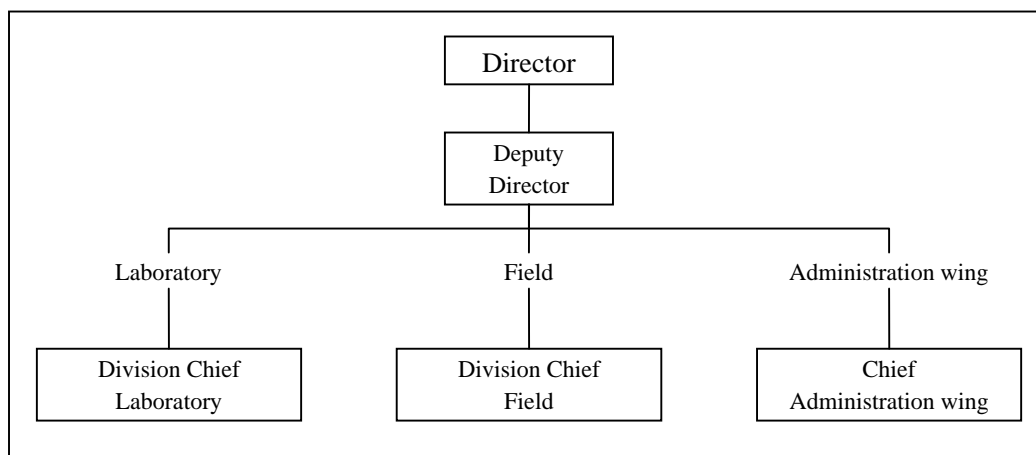 Director
Deputy
Director
Laboratory
Field
Administration wing
Division Chief
Laboratory
Division Chief
Field
Chief
Administration wing